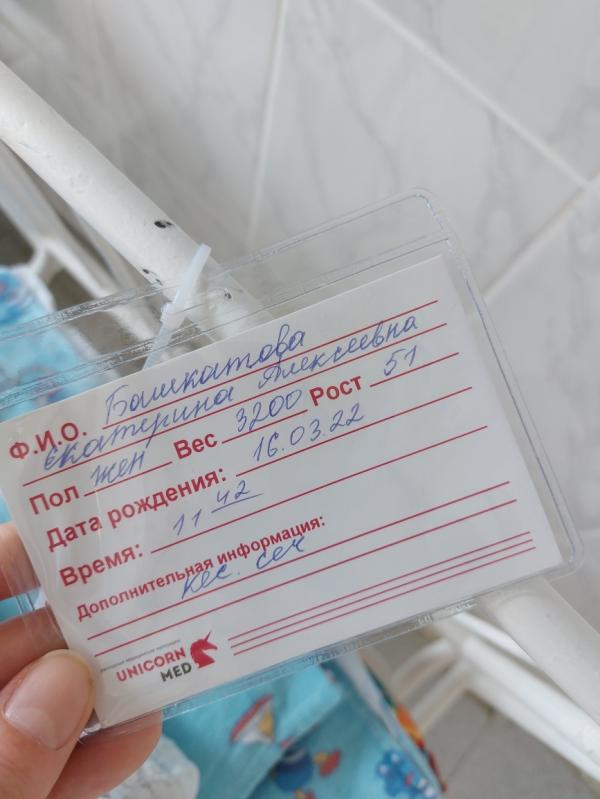 Ф.И.О. Башкатова
Екатерина Алексеевна
Пол жен Вес 3200 Рост 51
Дата рождения: 16.03.22
Время: 11 42
Дополнительная информация:
кес. сеч
UNICORN
MED